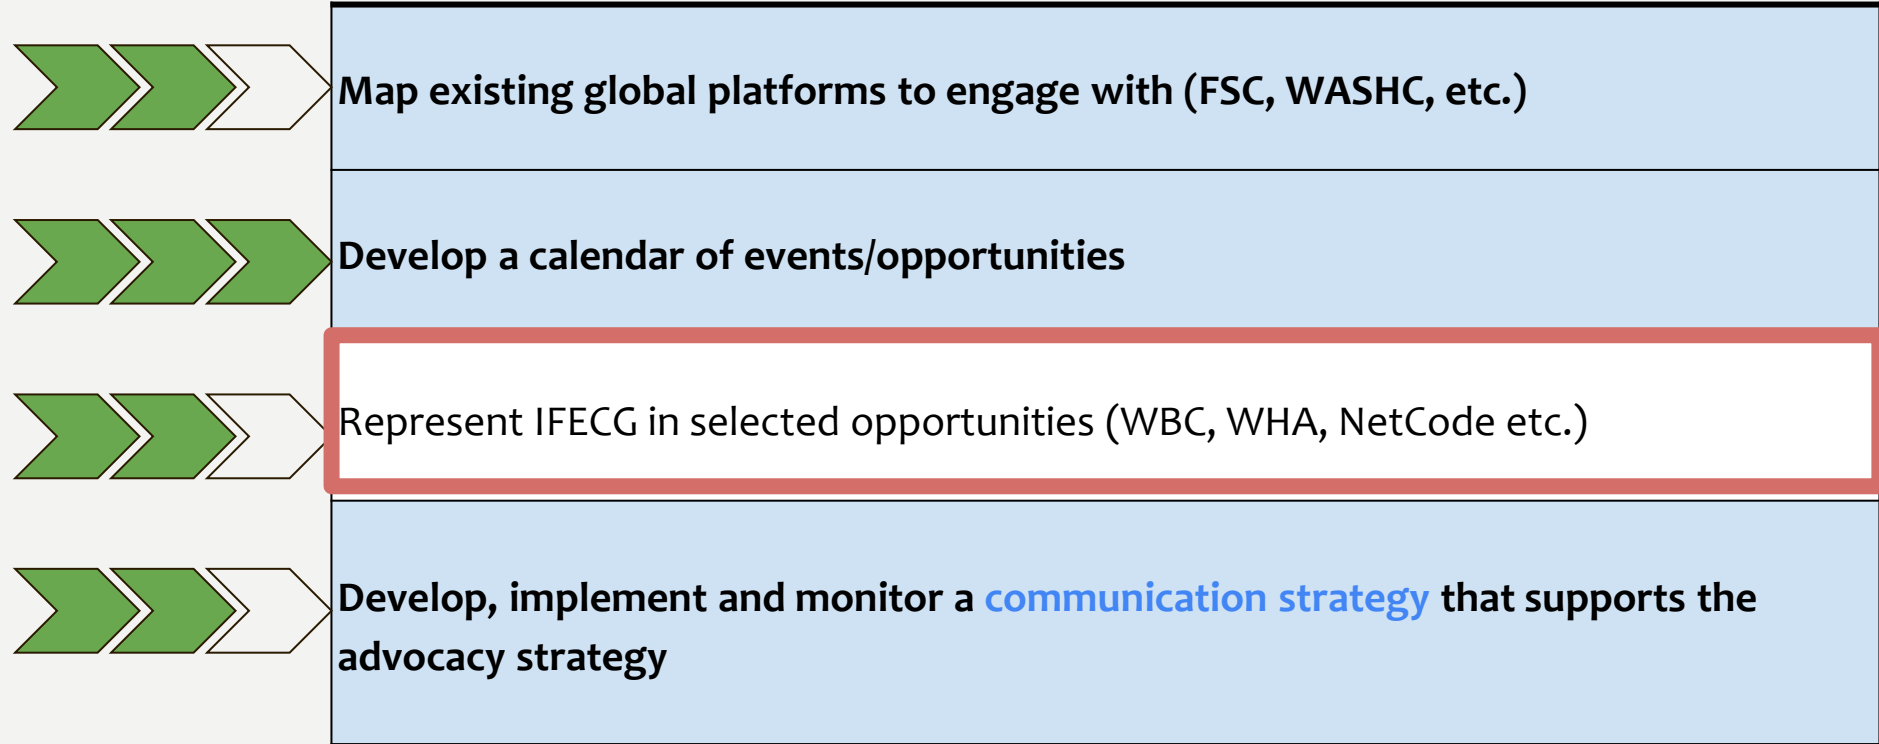 Map existing global platforms to engage with (FSC, WASHC, etc.)
Develop a calendar of events/opportunities
Represent IFECG in selected opportunities (WBC, WHA, NetCode etc.)
Develop, implement and monitor a communication strategy that supports the
advocacy strategy